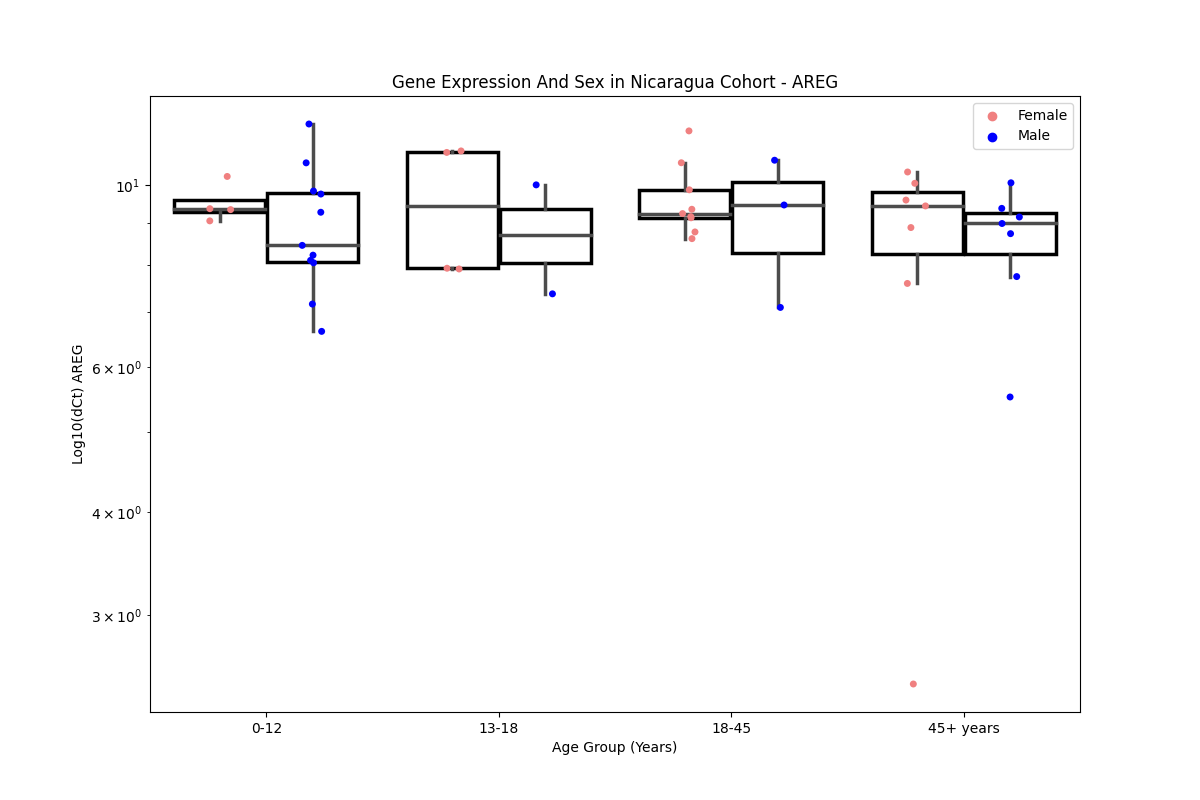 Gene Expression And Sex in Nicaragua Cohort - AREG
Female
Male
10¹
6 × 10⁰
4 × 10⁰
3 × 10⁰
Log10(dCt) AREG
0-12
13-18
18-45
45+ years
Age Group (Years)